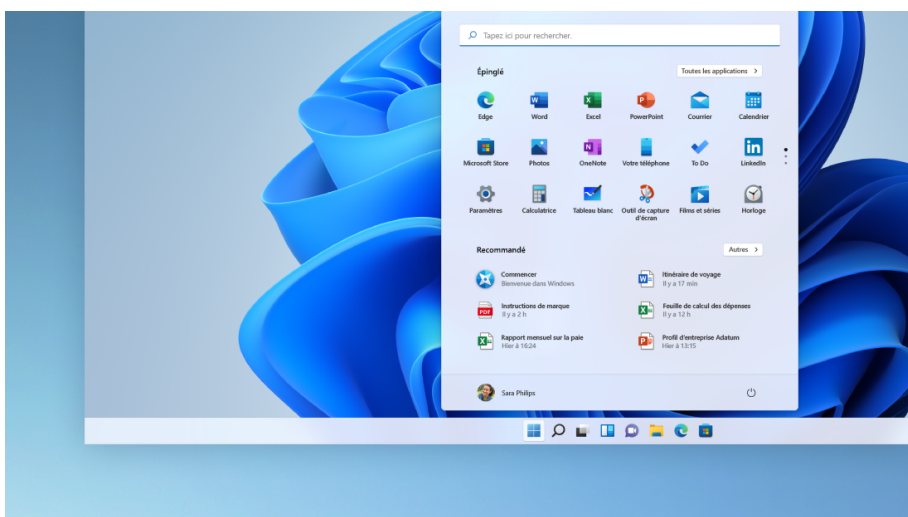 Tapez ici pour rechercher.
Épinglé
Toutes les applications >
Edge
Word
Excel
PowerPoint
Courrier
Calendrier
Microsoft Store
Photos
OneNote
Votre téléphone
To Do
LinkedIn
Paramètres
Calculatrice
Tableau blanc
Outil de capture
d'écran
Films et séries
Horloge
Recommandé
Autres >
Commencer
Bienvenue dans Windows
Itinéraire de voyage
Il y a 17 min
Instructions de marque
Il y a 2 h
Feuille de calcul des dépenses
Il y a 12 h
Rapport mensuel sur la paie
Hier à 16:24
Profil d'entreprise Adatum
Hier à 13:15
Sara Philips